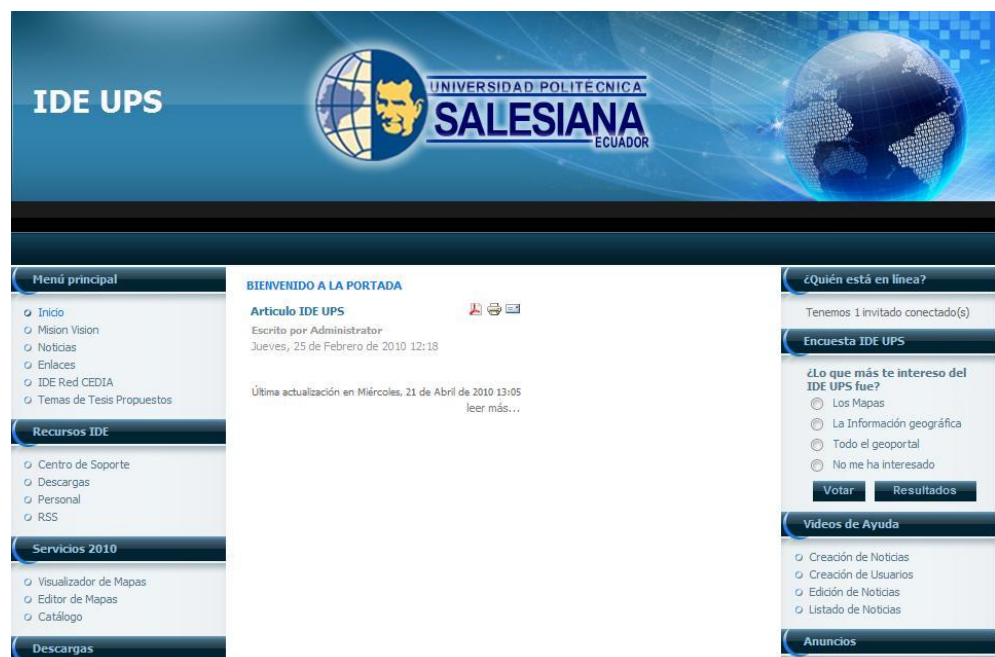 IDE UPS
UNIVERSIDAD POLITÉCNICA
SALESIANA
ECUADOR
Menú principal
Inicio
Mision Vision
Noticias
Enlaces
IDE Red CEDIA
Temas de Tesis Propuestos
Recursos IDE
Centro de Soporte
Descargas
Personal
RSS
Servicios 2010
Visualizador de Mapas
Editor de Mapas
Catálogo
Descargas
BIENVENIDO A LA PORTADA
Articulo IDE UPS
Escrito por Administrator
Jueves, 25 de Febrero de 2010 12:18
Última actualización en Miércoles, 21 de Abril de 2010 13:05
leer más...
¿Quién está en línea?
Tenemos 1 invitado conectado(s)
Encuesta IDE UPS
¿Lo que más te intereso del
IDE UPS fue?
Los Mapas
La Información geográfica
Todo el geoportal
No me ha interesado
Votar Resultados
Videos de Ayuda
Creación de Noticias
Creación de Usuarios
Edición de Noticias
Listado de Noticias
Anuncios